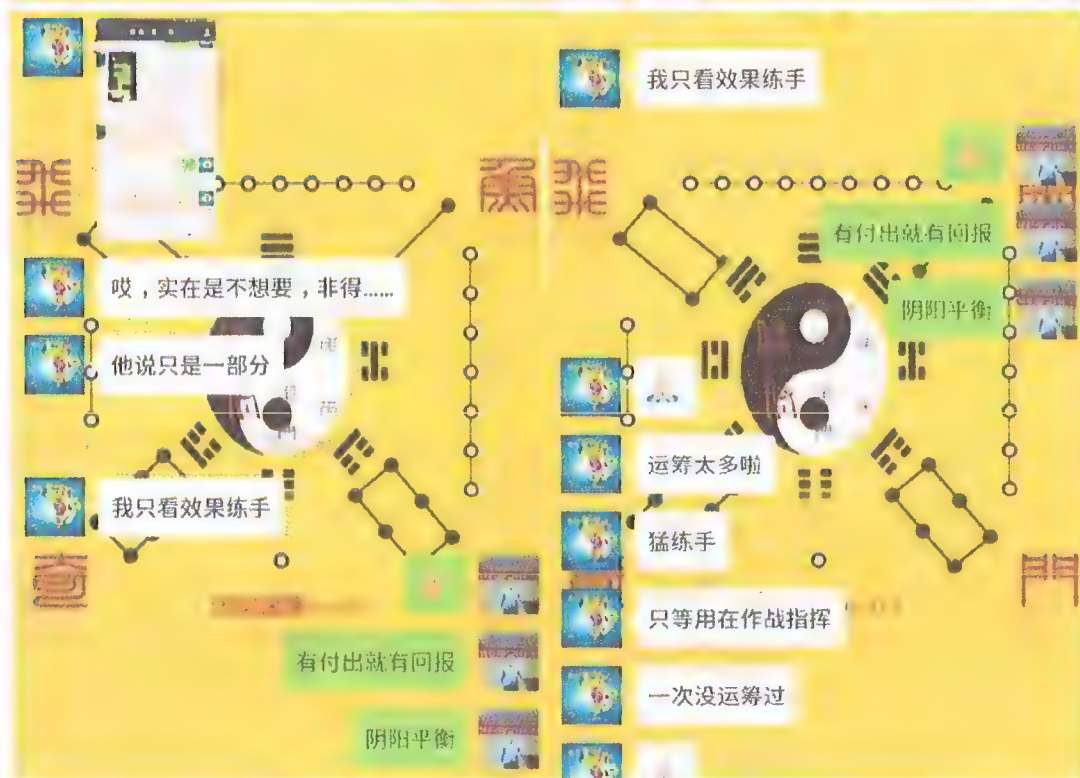 哎，实在是不想要，非得……
他说只是一部分
我只看效果练手
有付出就有回报
阴阳平衡
我只看效果练手
有付出就有回报
阴阳平衡
运筹太多啦
猛练手
只等用在作战指挥
一次没运筹过
門